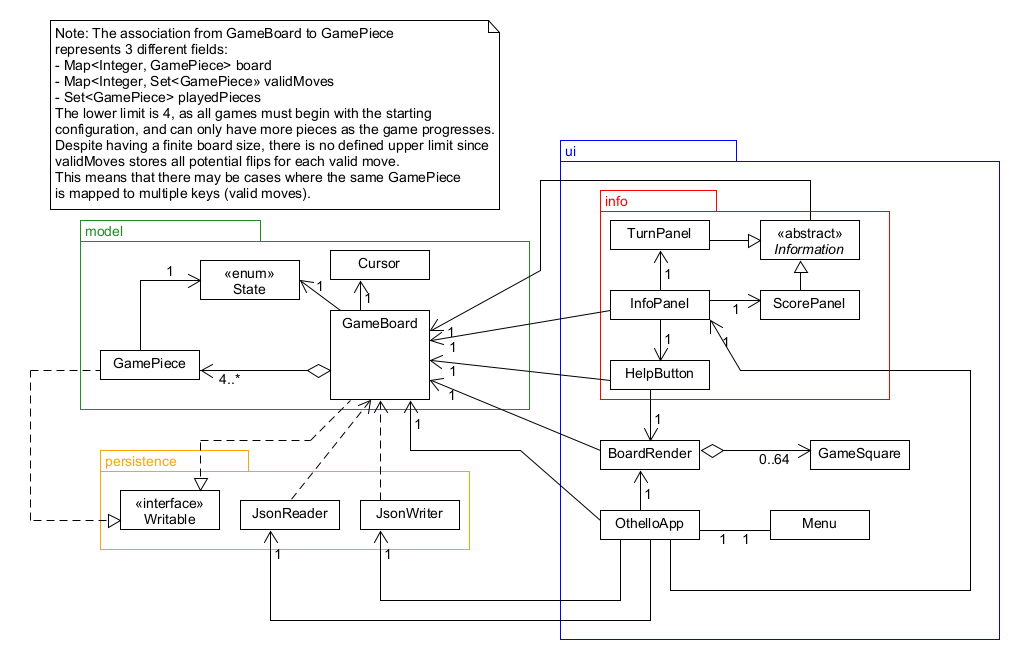 Note: The association from GameBoard to GamePiece
represents 3 different fields:
- Map<Integer, GamePiece> board
- Map<Integer, Set<GamePiece» validMoves
- Set<GamePiece> playedPieces
The lower limit is 4, as all games must begin with the starting
configuration, and can only have more pieces as the game progresses.
Despite having a finite board size, there is no defined upper limit since
validMoves stores all potential flips for each valid move.
This means that there may be cases where the same GamePiece
is mapped to multiple keys (valid moves).
ui
info
TurnPanel
«abstract»
Information
1
InfoPanel
1
ScorePanel
1
1
HelpButton
1
BoardRender
0..64
GameSquare
1
OthelloApp
1
1
Menu
model
1
«enum»
State
1
Cursor
1
GameBoard
1
1
1
1
GamePiece
4..*
1
persistence
«interface»
Writable
JsonReader
JsonWriter
1
1